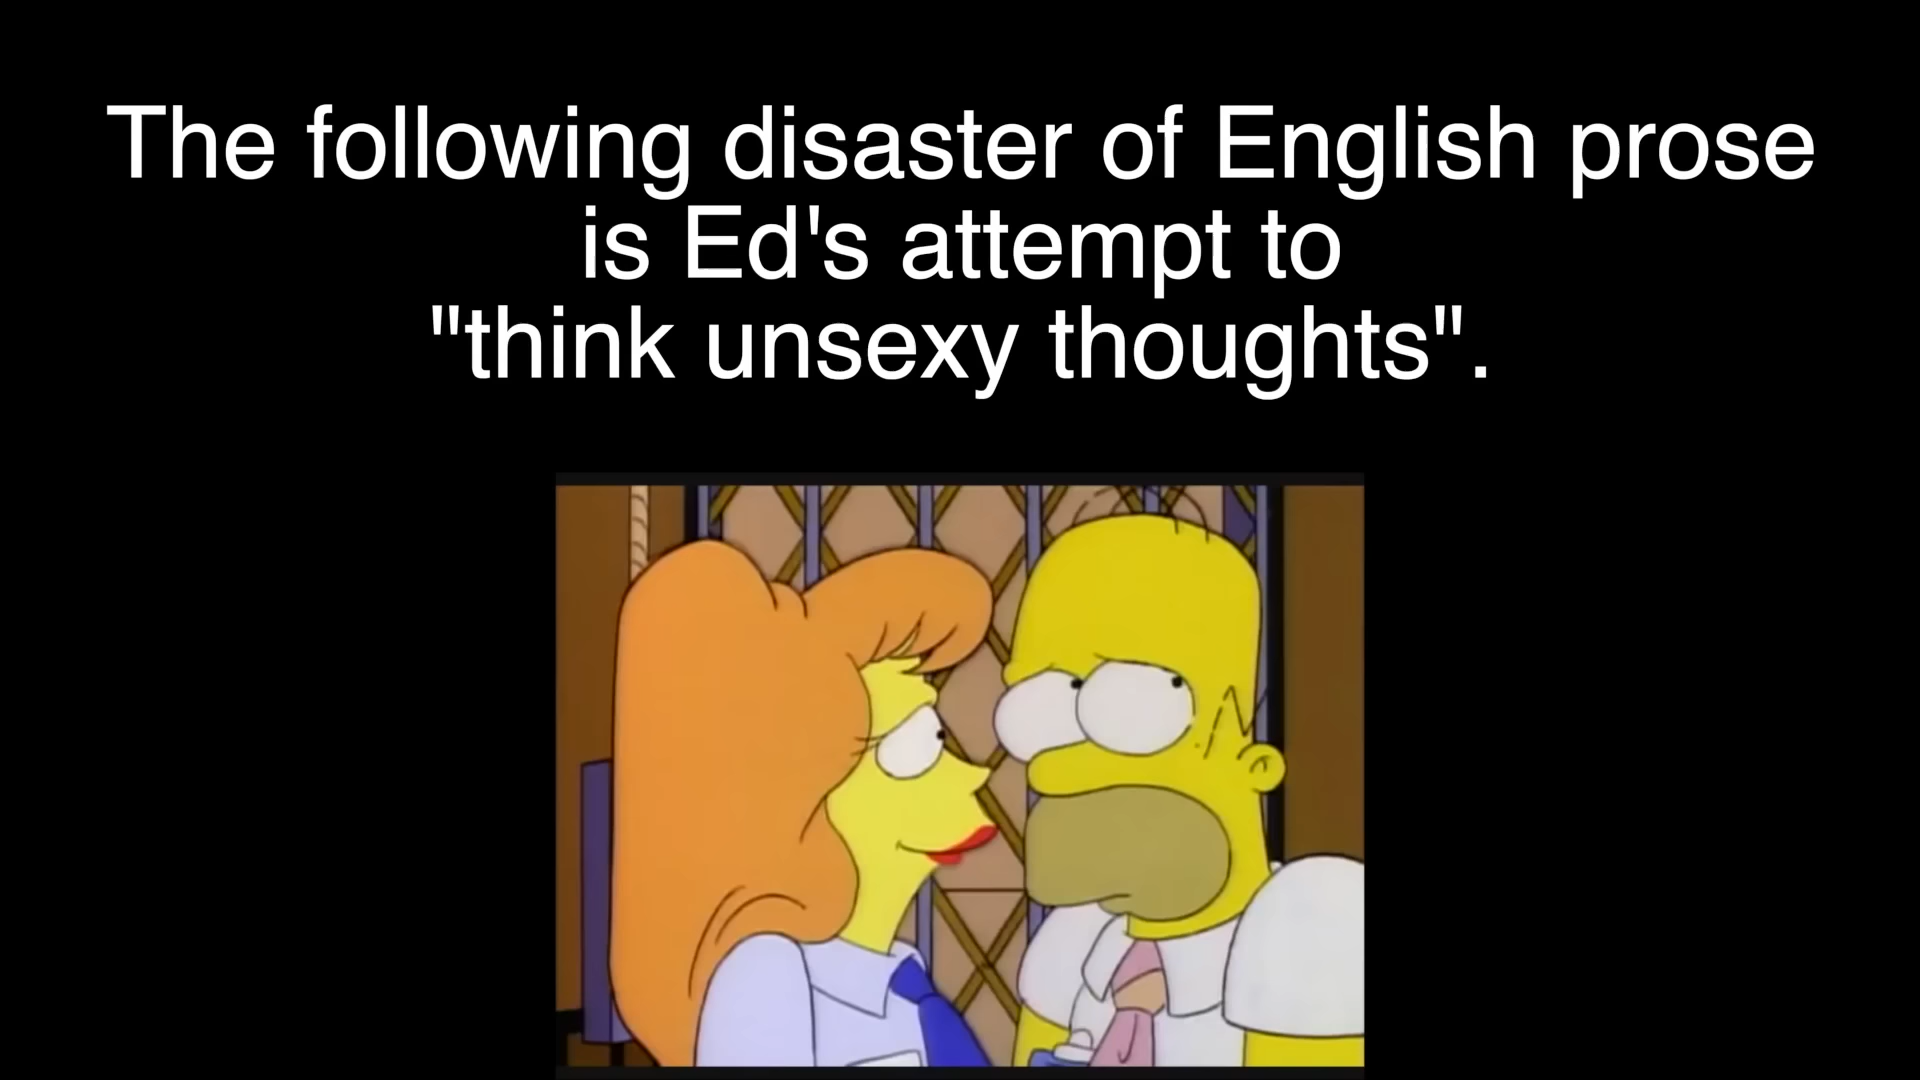 The following disaster of English prose
is Ed's attempt to
"think unsexy thoughts".